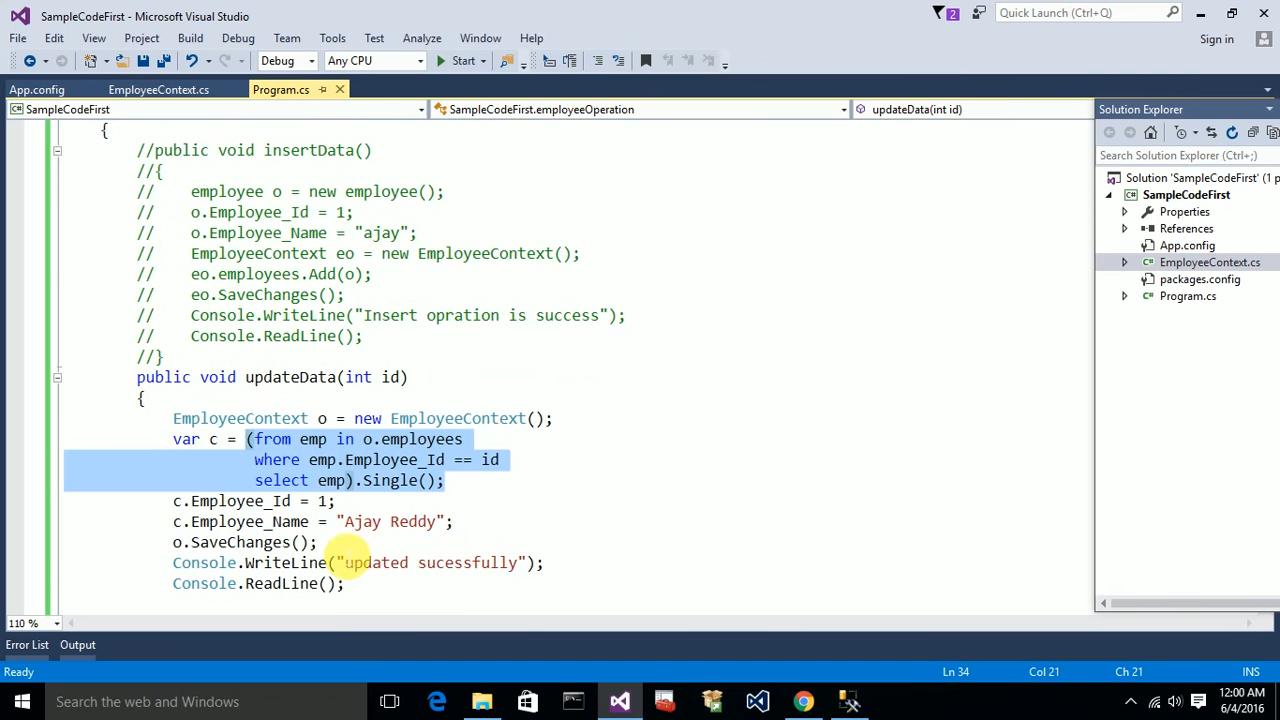 SampleCodeFirst - Microsoft Visual Studio
2
Quick Launch (Ctrl+Q)
File Edit View Project Build Debug Team Tools Test Analyze Window Help
Sign in
Debug Any CPU Start
App.config EmployeeContext.cs Program.cs
SampleCodeFirst SampleCodeFirst.employeeOperation updateData(int id)
{
//public void insertData()
//{
//    employee o = new employee();
//    o.Employee_Id = 1;
//    o.Employee_Name = "ajay";
//    EmployeeContext eo = new EmployeeContext();
//    eo.employees.Add(o);
//    eo.SaveChanges();
//    Console.WriteLine("Insert opration is success");
//    Console.ReadLine();
//}
public void updateData(int id)
{
EmployeeContext o = new EmployeeContext();
var c = (from emp in o.employees
where emp.Employee_Id == id
select emp).Single();
c.Employee_Id = 1;
c.Employee_Name = "Ajay Reddy";
o.SaveChanges();
Console.WriteLine("updated sucessfully");
Console.ReadLine();
110 %
Solution Explorer
Search Solution Explorer (Ctrl+;)
Solution 'SampleCodeFirst' (1 p
SampleCodeFirst
Properties
References
App.config
EmployeeContext.cs
packages.config
Program.cs
Error List Output
Ready Ln 34 Col 21 Ch 21 INS
Search the web and Windows
12:00 AM
6/4/2016